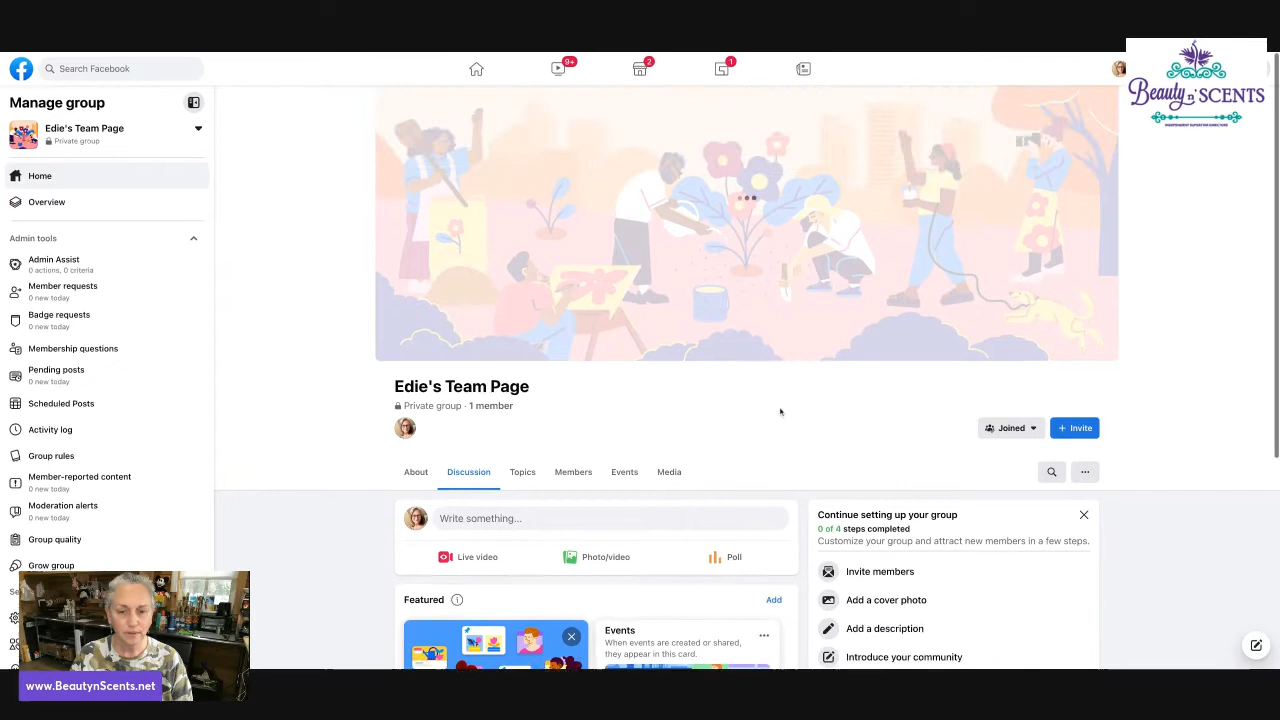 Search Facebook
9+
2
1
Beauty n' SCENTS
INDEPENDENT SUPERSTAR DIRECTOR
Manage group
Edie's Team Page
Private group
Home
Overview
Admin tools
Admin Assist
0 actions, 0 criteria
Member requests
0 new today
Badge requests
0 new today
Membership questions
Pending posts
0 new today
Scheduled Posts
Activity log
Group rules
Member-reported content
0 new today
Moderation alerts
0 new today
Group quality
Grow group
Edie's Team Page
Private group · 1 member
Joined
+ Invite
About
Discussion
Topics
Members
Events
Media
Write something...
Live video
Photo/video
Poll
Featured
Add
Events
When events are created or shared,
they appear in this card.
Continue setting up your group
0 of 4 steps completed
Customize your group and attract new members in a few steps.
Invite members
Add a cover photo
Add a description
Introduce your community
www.BeautynScents.net